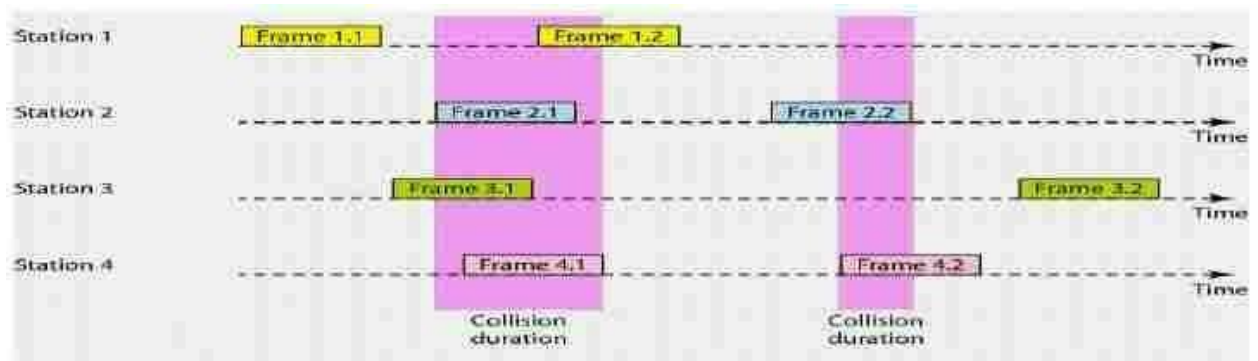 Station 1
Frame 1.1
Frame 1.2
Time
Station 2
Frame 2.1
Frame 2.2
Time
Station 3
Frame 3.1
Frame 3.2
Time
Station 4
Frame 4.1
Frame 4.2
Time
Collision
duration
Collision
duration